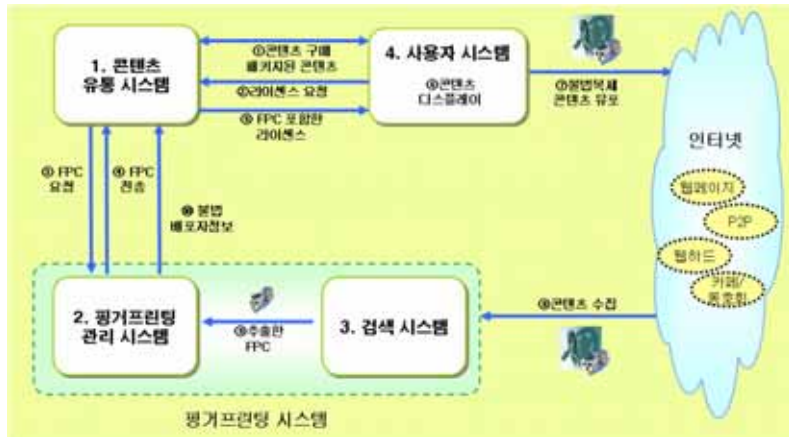 1. 콘텐츠
유통 시스템
①콘텐츠 구매
패키지된 콘텐츠
②라이센스 요청
⑤ FPC 포함한
라이센스
4. 사용자 시스템
⑥콘텐츠
디스플레이
⑦불법복제
콘텐츠 유포
인터넷
웹페이지
P2P
웹하드
카페/
동호회
③ FPC
요청
④ FPC
전송
⑩ 불법
배포자정보
2. 핑거프린팅
관리 시스템
⑨추출한
FPC
3. 검색 시스템
⑧콘텐츠 수집
핑거프린팅 시스템